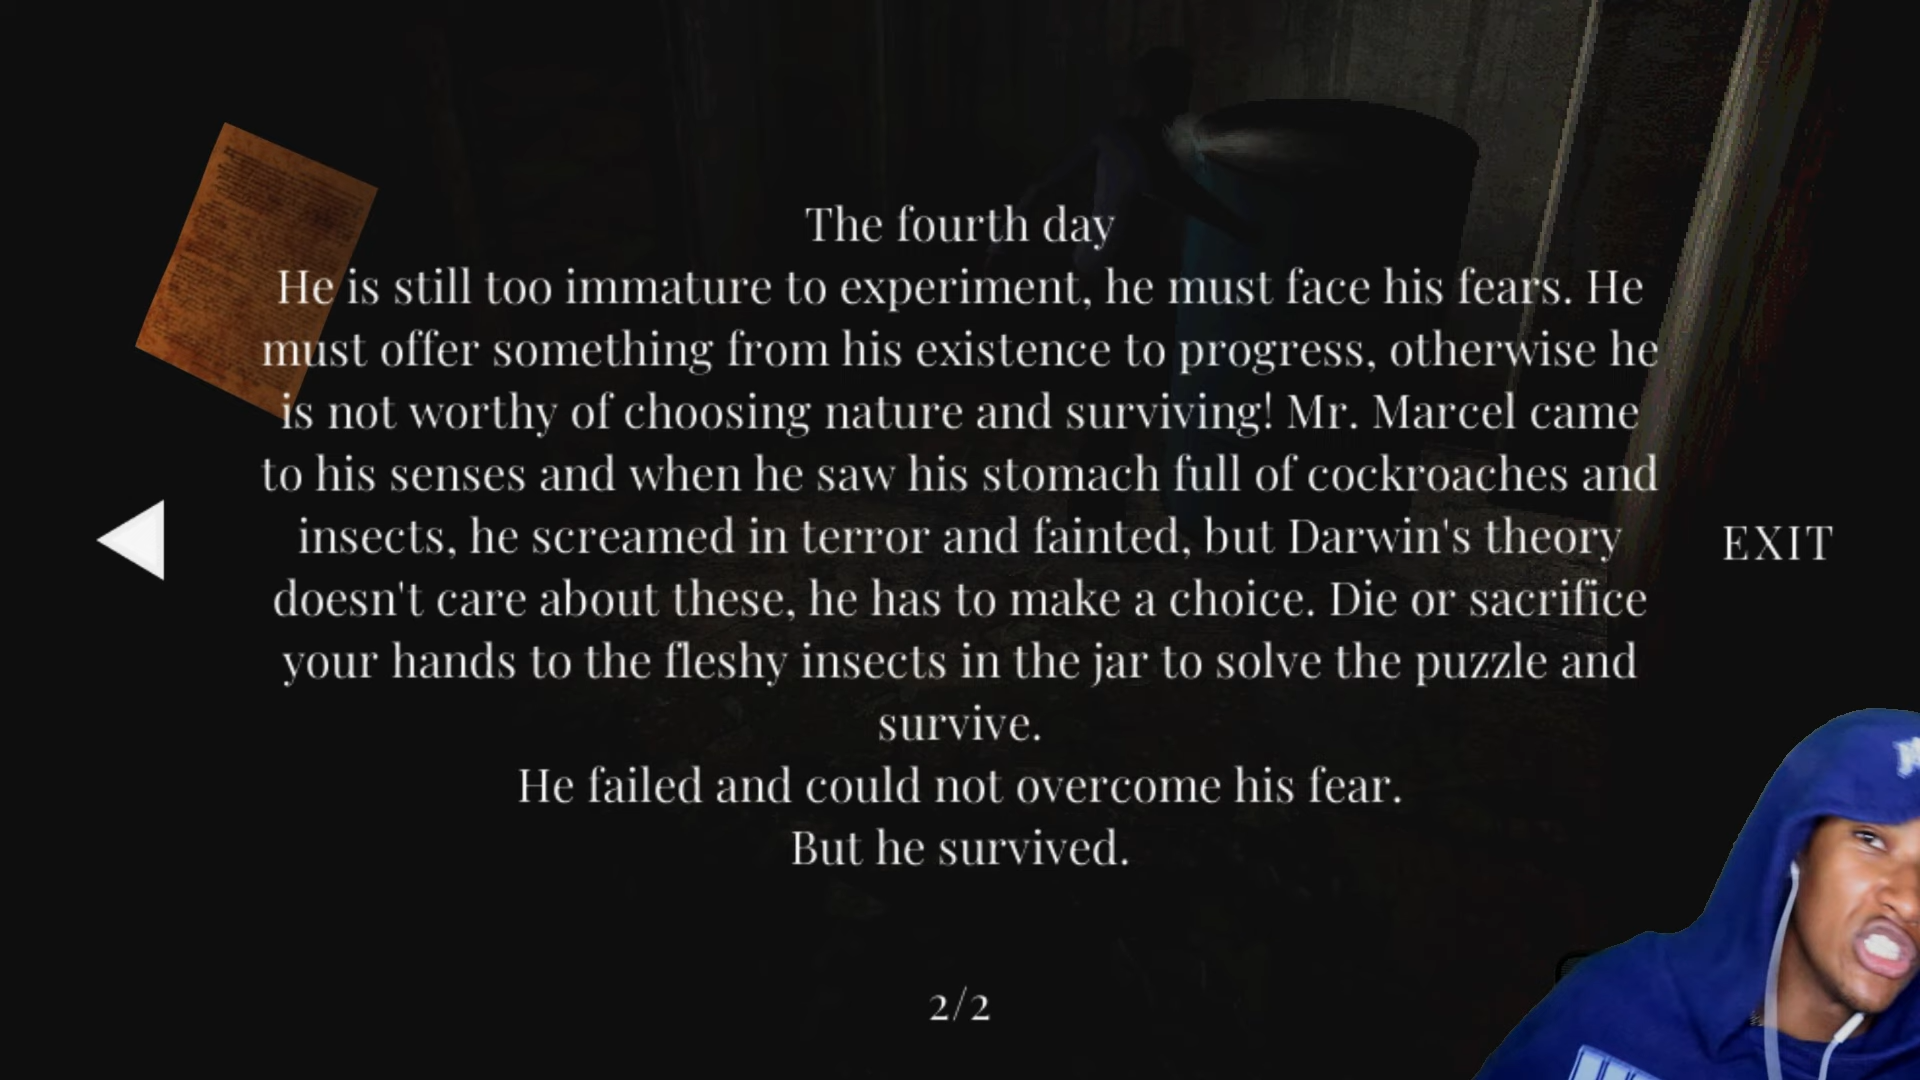 The fourth day
He is still too immature to experiment, he must face his fears. He
must offer something from his existence to progress, otherwise he
is not worthy of choosing nature and surviving! Mr. Marcel came
to his senses and when he saw his stomach full of cockroaches and
insects, he screamed in terror and fainted, but Darwin's theory
doesn't care about these, he has to make a choice. Die or sacrifice
your hands to the fleshy insects in the jar to solve the puzzle and
survive.
He failed and could not overcome his fear.
But he survived.
EXIT
2/2